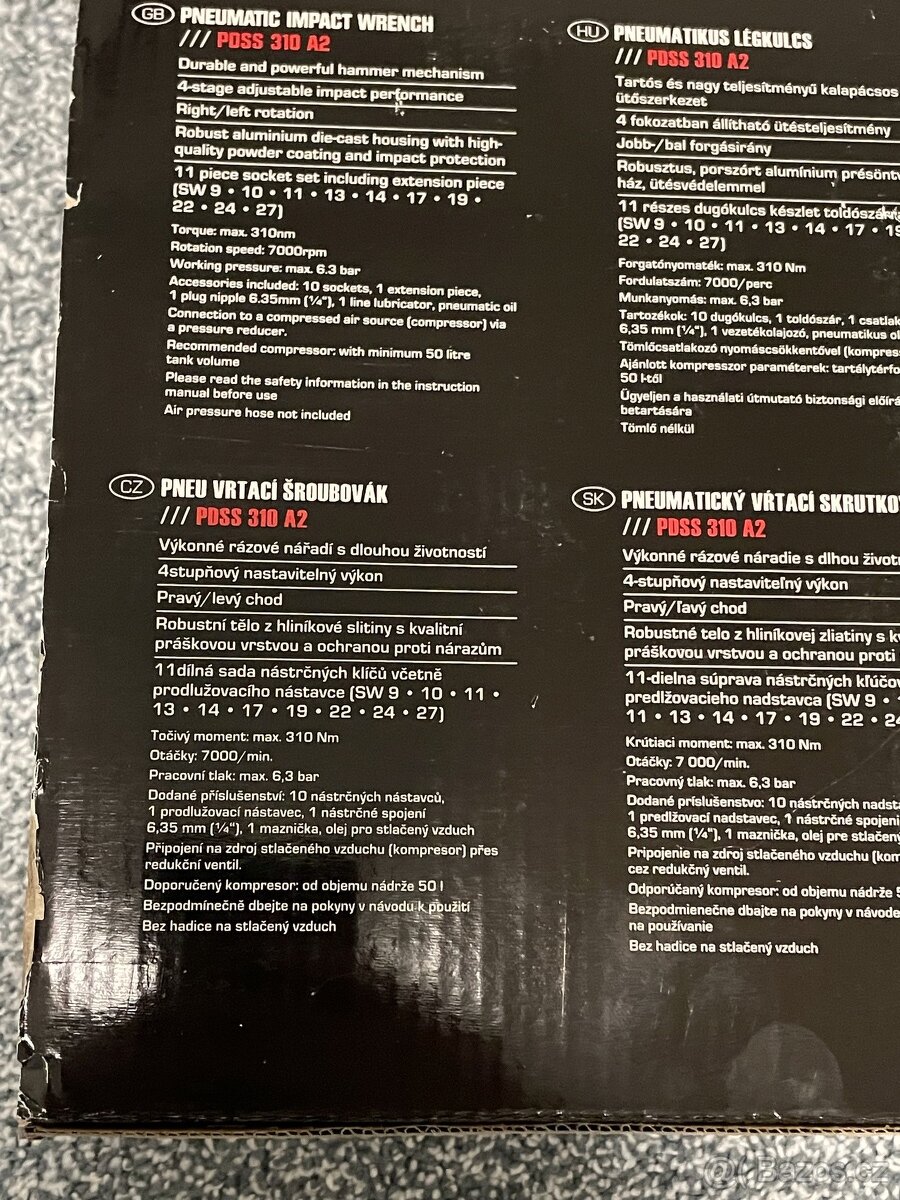 GB PNEUMATIC IMPACT WRENCH
/// PDSS 310 A2
Durable and powerful hammer mechanism
4-stage adjustable impact performance
Right/left rotation
Robust aluminium die-cast housing with high-
quality powder coating and impact protection
11 piece socket set including extension piece
(SW 9 • 10 • 11 • 13 • 14 • 17 • 19 •
22 • 24 • 27)
Torque: max. 310nm
Rotation speed: 7000rpm
Working pressure: max. 6.3 bar
Accessories included: 10 sockets, 1 extension piece,
1 plug nipple 6.35mm (¼"), 1 line lubricator, pneumatic oil
Connection to a compressed air source (compressor) via
a pressure reducer.
Recommended compressor: with minimum 50 litre
tank volume
Please read the safety information in the instruction
manual before use
Air pressure hose not included
HU PNEUMATIKUS LÉGKULCS
/// PDSS 310 A2
Tartós és nagy teljesítményű kalapácsos
ütőszerkezet
4 fokozatban állítható ütésteljesítmény
Jobb-/bal forgásirány
Robusztus, porszórt alumínium présöntv
ház, ütésvédelemmel
11 részes dugókulcs készlet toldószárra
(SW 9 • 10 • 11 • 13 • 14 • 17 • 19
22 • 24 • 27)
Forgatónyomaték: max. 310 Nm
Fordulatszám: 7000/perc
Munkanyomás: max. 6,3 bar
Tartozékok: 10 dugókulcs, 1 toldószár, 1 csatlak
6,35 mm (¼"), 1 vezetékolajozó, pneumatikus ol
Tömlőcsatlakozó nyomáscsökkentővel (kompres
Ajánlott kompresszor paraméterek: tartálytérfo
50 l-től
Ügyeljen a használati útmutató biztonsági előírá
betartására
Tömlő nélkül
CZ PNEU VRTACÍ ŠROUBOVÁK
/// PDSS 310 A2
Výkonné rázové nářadí s dlouhou životností
4stupňový nastavitelný výkon
Pravý/levý chod
Robustní tělo z hliníkové slitiny s kvalitní
práškovou vrstvou a ochranou proti nárazům
11dílná sada nástrčných klíčů včetně
prodlužovacího nástavce (SW 9 • 10 • 11 •
13 • 14 • 17 • 19 • 22 • 24 • 27)
Točivý moment: max. 310 Nm
Otáčky: 7000/min.
Pracovní tlak: max. 6,3 bar
Dodané příslušenství: 10 nástrčných nástavců,
1 prodlužovací nástavec, 1 nástrčné spojení
6,35 mm (¼"), 1 maznička, olej pro stlačený vzduch
Připojení na zdroj stlačeného vzduchu (kompresor) přes
redukční ventil.
Doporučený kompresor: od objemu nádrže 50 l
Bezpodmínečně dbejte na pokyny v návodu k použití
Bez hadice na stlačený vzduch
SK PNEUMATICKÝ VŔTACÍ SKRUTKOV
/// PDSS 310 A2
Výkonné rázové náradie s dlhou životn
4-stupňový nastaviteľný výkon
Pravý/ľavý chod
Robustné telo z hliníkovej zliatiny s kv
práškovou vrstvou a ochranou proti
11-dielna súprava nástrčných kľúčov
predlžovacieho nadstavca (SW 9 •
11 • 13 • 14 • 17 • 19 • 22 • 24
Krútiaci moment: max. 310 Nm
Otáčky: 7 000/min.
Pracovný tlak: max. 6,3 bar
Dodané príslušenstvo: 10 nástrčných nadsta
1 predlžovací nadstavec, 1 nástrčné spojeni
6,35 mm (¼"), 1 maznička, olej pre stlačený
Pripojenie na zdroj stlačeného vzduchu (kom
cez redukčný ventil.
Odporúčaný kompresor: od objemu nádrže 5
Bezpodmienečne dbajte na pokyny v návode
na používanie
Bez hadice na stlačený vzduch
@Bazos.cz